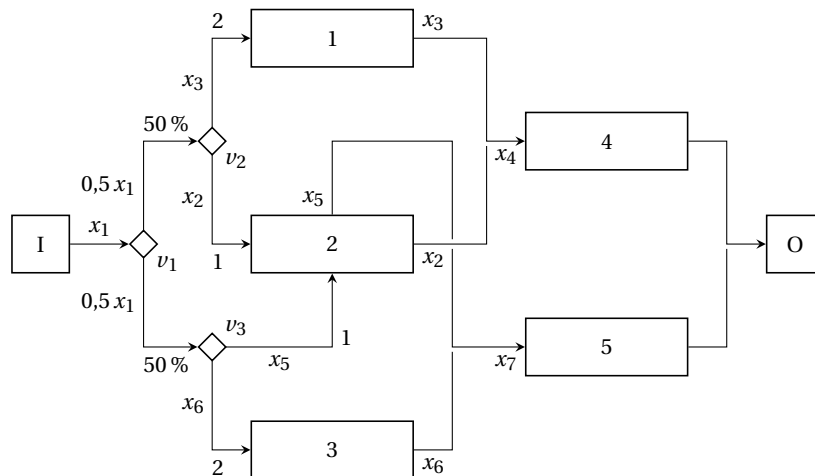 2
1
x₃
x₃
50 %
v₂
x₄
4
0,5 x₁
x₂
x₅
I
x₁
v₁
1
2
x₂
O
0,5 x₁
v₃
50 %
x₅
1
x₇
5
x₆
2
3
x₆